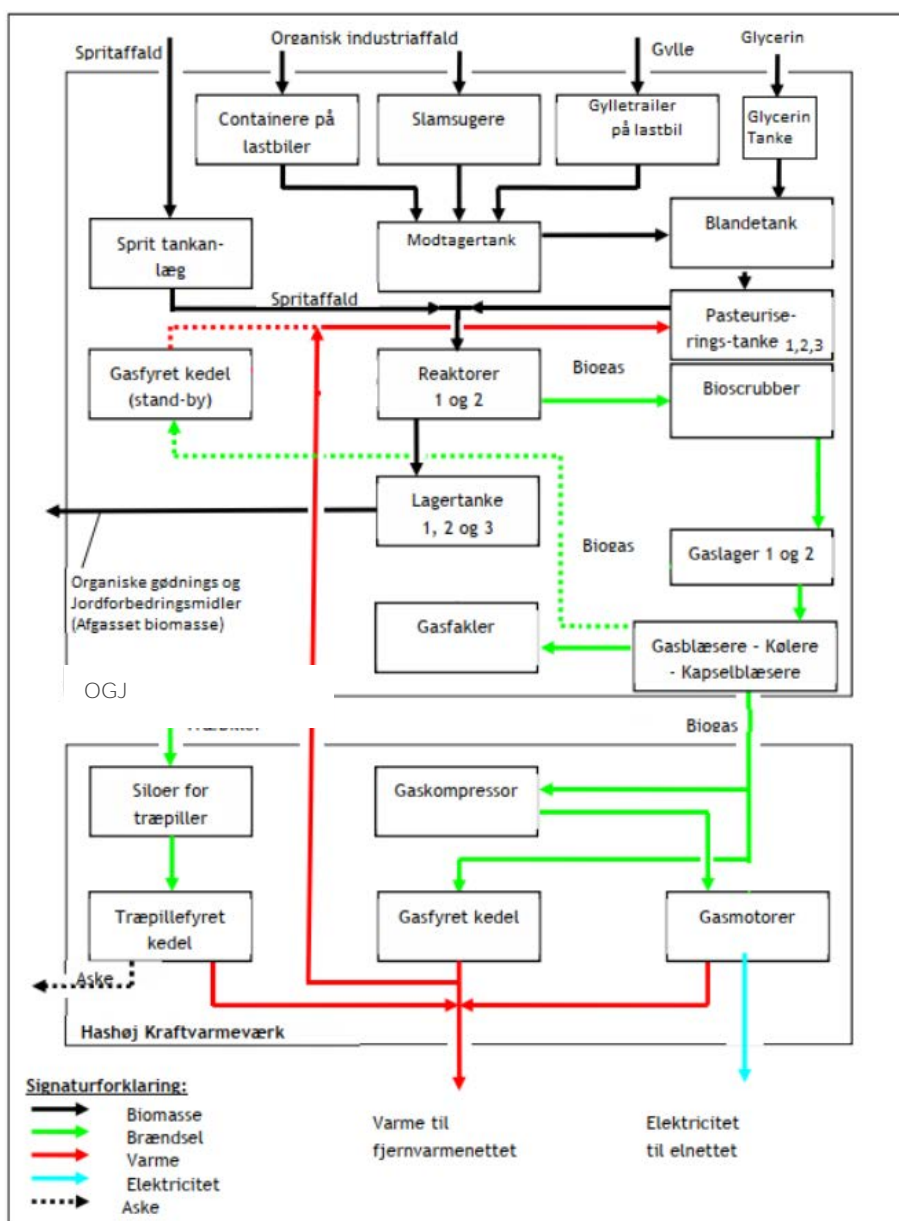 Spritaffald
Organisk industriaffald
Gylle
Glycerin
Containere på
lastbiler
Slamsugere
Gylletrailer
på lastbil
Glycerin
Tanke
Sprit tankan-
læg
Modtagertank
Blandetank
Spritaffald
Pasteurise-
rings-tanke 1,2,3
Gasfyret kedel
(stand-by)
Reaktorer
1 og 2
Biogas
Bioscrubber
Lagertanke
1, 2 og 3
Biogas
Gaslager 1 og 2
Organiske gødnings og
Jordforbedringsmidler
(Afgasset biomasse)
Gasfakler
Gasblæsere - Kølere
- Kapselblæsere
OGJ
Biogas
Siloer for
træpiller
Gaskompressor
Træpillefyret
kedel
Gasfyret kedel
Gasmotorer
Aske
Hashøj Kraftvarmeværk
Signaturforklaring:
Biomasse
Brændsel
Varme
Elektricitet
Aske
Varme til
fjernvarmenettet
Elektricitet
til elnettet